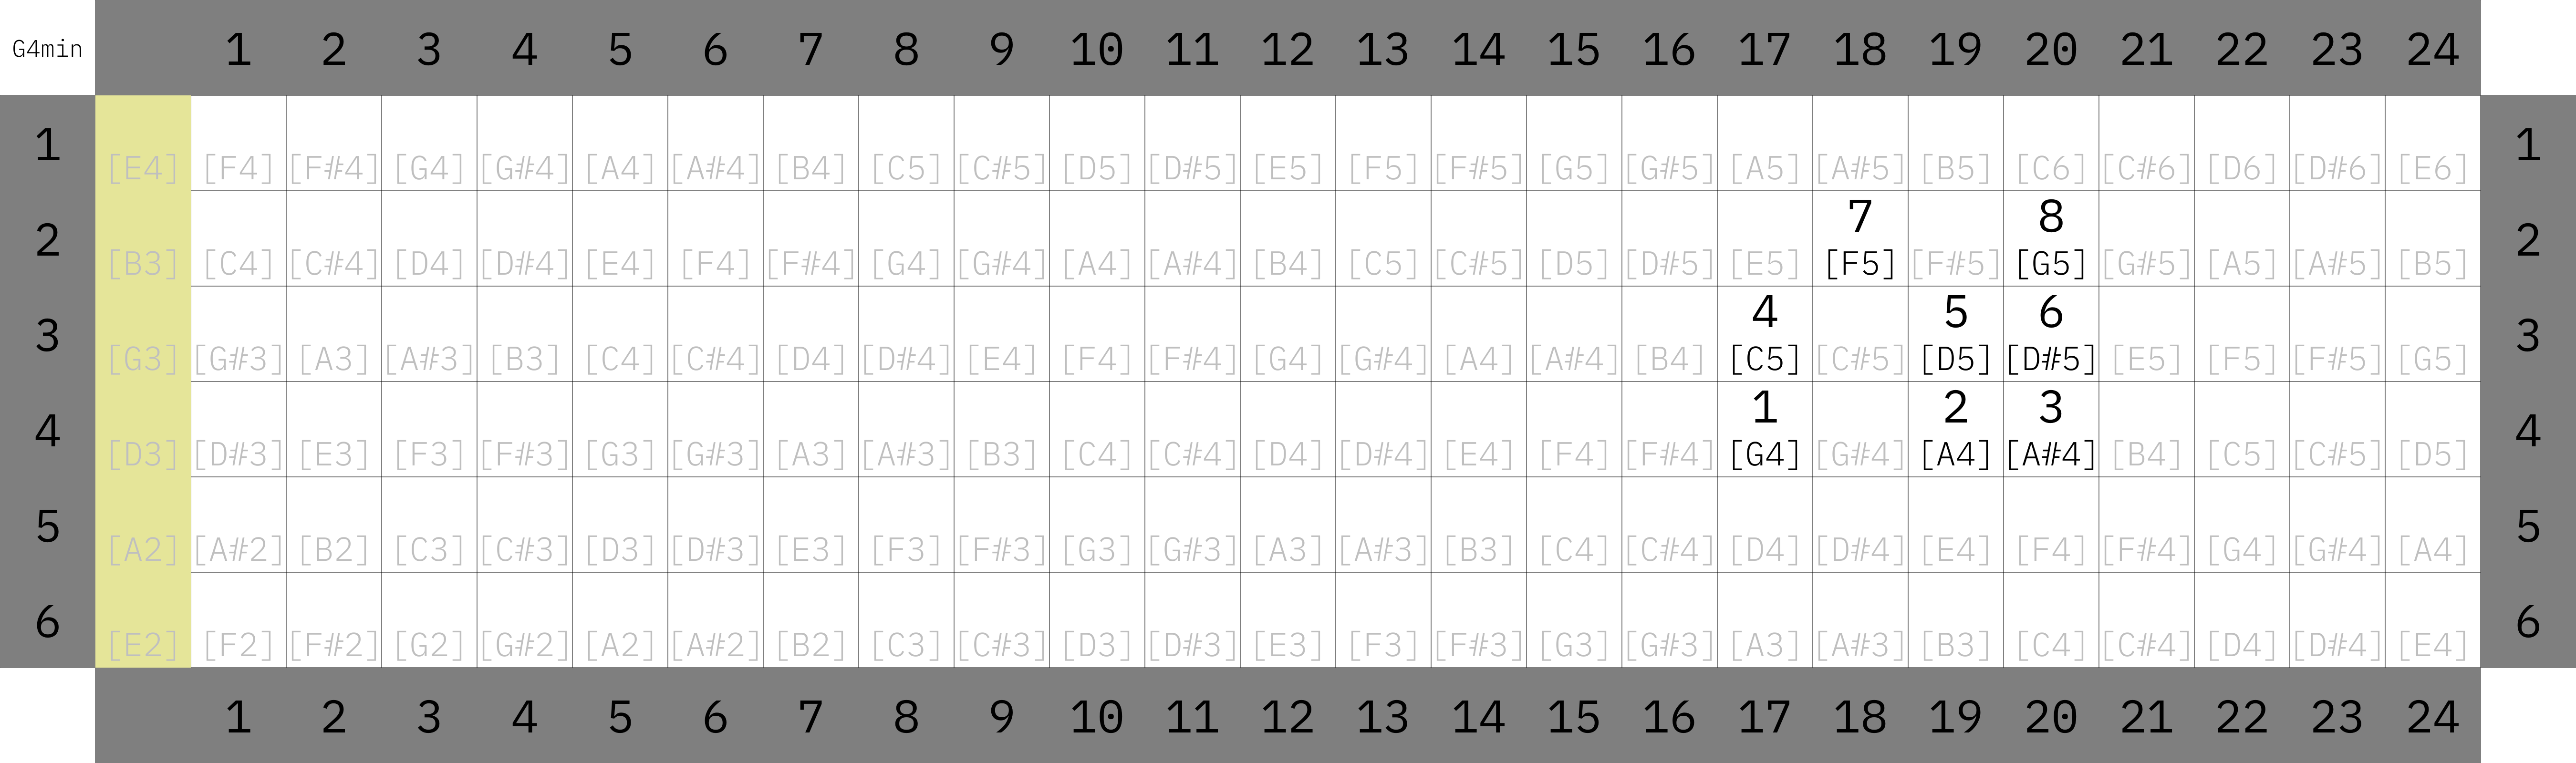 G4min 1 2 3 4 5 6 7 8 9 10 11 12 13 14 15 16 17 18 19 20 21 22 23 24
1 [E4] [F4] [F#4] [G4] [G#4] [A4] [A#4] [B4] [C5] [C#5] [D5] [D#5] [E5] [F5] [F#5] [G5] [G#5] [A5] [A#5] [B5] [C6] [C#6] [D6] [D#6] [E6] 1
7 8
2 [B3] [C4] [C#4] [D4] [D#4] [E4] [F4] [F#4] [G4] [G#4] [A4] [A#4] [B4] [C5] [C#5] [D5] [D#5] [E5] [F5] [F#5] [G5] [G#5] [A5] [A#5] [B5] 2
4 5 6
3 [G3] [G#3] [A3] [A#3] [B3] [C4] [C#4] [D4] [D#4] [E4] [F4] [F#4] [G4] [G#4] [A4] [A#4] [B4] [C5] [C#5] [D5] [D#5] [E5] [F5] [F#5] [G5] 3
1 2 3
4 [D3] [D#3] [E3] [F3] [F#3] [G3] [G#3] [A3] [A#3] [B3] [C4] [C#4] [D4] [D#4] [E4] [F4] [F#4] [G4] [G#4] [A4] [A#4] [B4] [C5] [C#5] [D5] 4
5 [A2] [A#2] [B2] [C3] [C#3] [D3] [D#3] [E3] [F3] [F#3] [G3] [G#3] [A3] [A#3] [B3] [C4] [C#4] [D4] [D#4] [E4] [F4] [F#4] [G4] [G#4] [A4] 5
6 [E2] [F2] [F#2] [G2] [G#2] [A2] [A#2] [B2] [C3] [C#3] [D3] [D#3] [E3] [F3] [F#3] [G3] [G#3] [A3] [A#3] [B3] [C4] [C#4] [D4] [D#4] [E4] 6
1 2 3 4 5 6 7 8 9 10 11 12 13 14 15 16 17 18 19 20 21 22 23 24